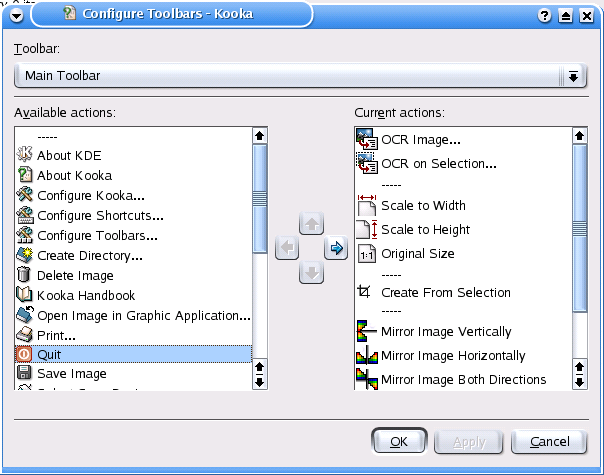 Configure Toolbars - Kooka
Toolbar:
Main Toolbar
Available actions:
-----
About KDE
About Kooka
Configure Kooka...
Configure Shortcuts...
Configure Toolbars...
Create Directory...
Delete Image
Kooka Handbook
Open Image in Graphic Application...
Print...
Quit
Save Image
Current actions:
OCR Image...
OCR on Selection...
-----
Scale to Width
Scale to Height
1:1 Original Size
-----
Create From Selection
-----
Mirror Image Vertically
Mirror Image Horizontally
Mirror Image Both Directions
OK
Apply
Cancel